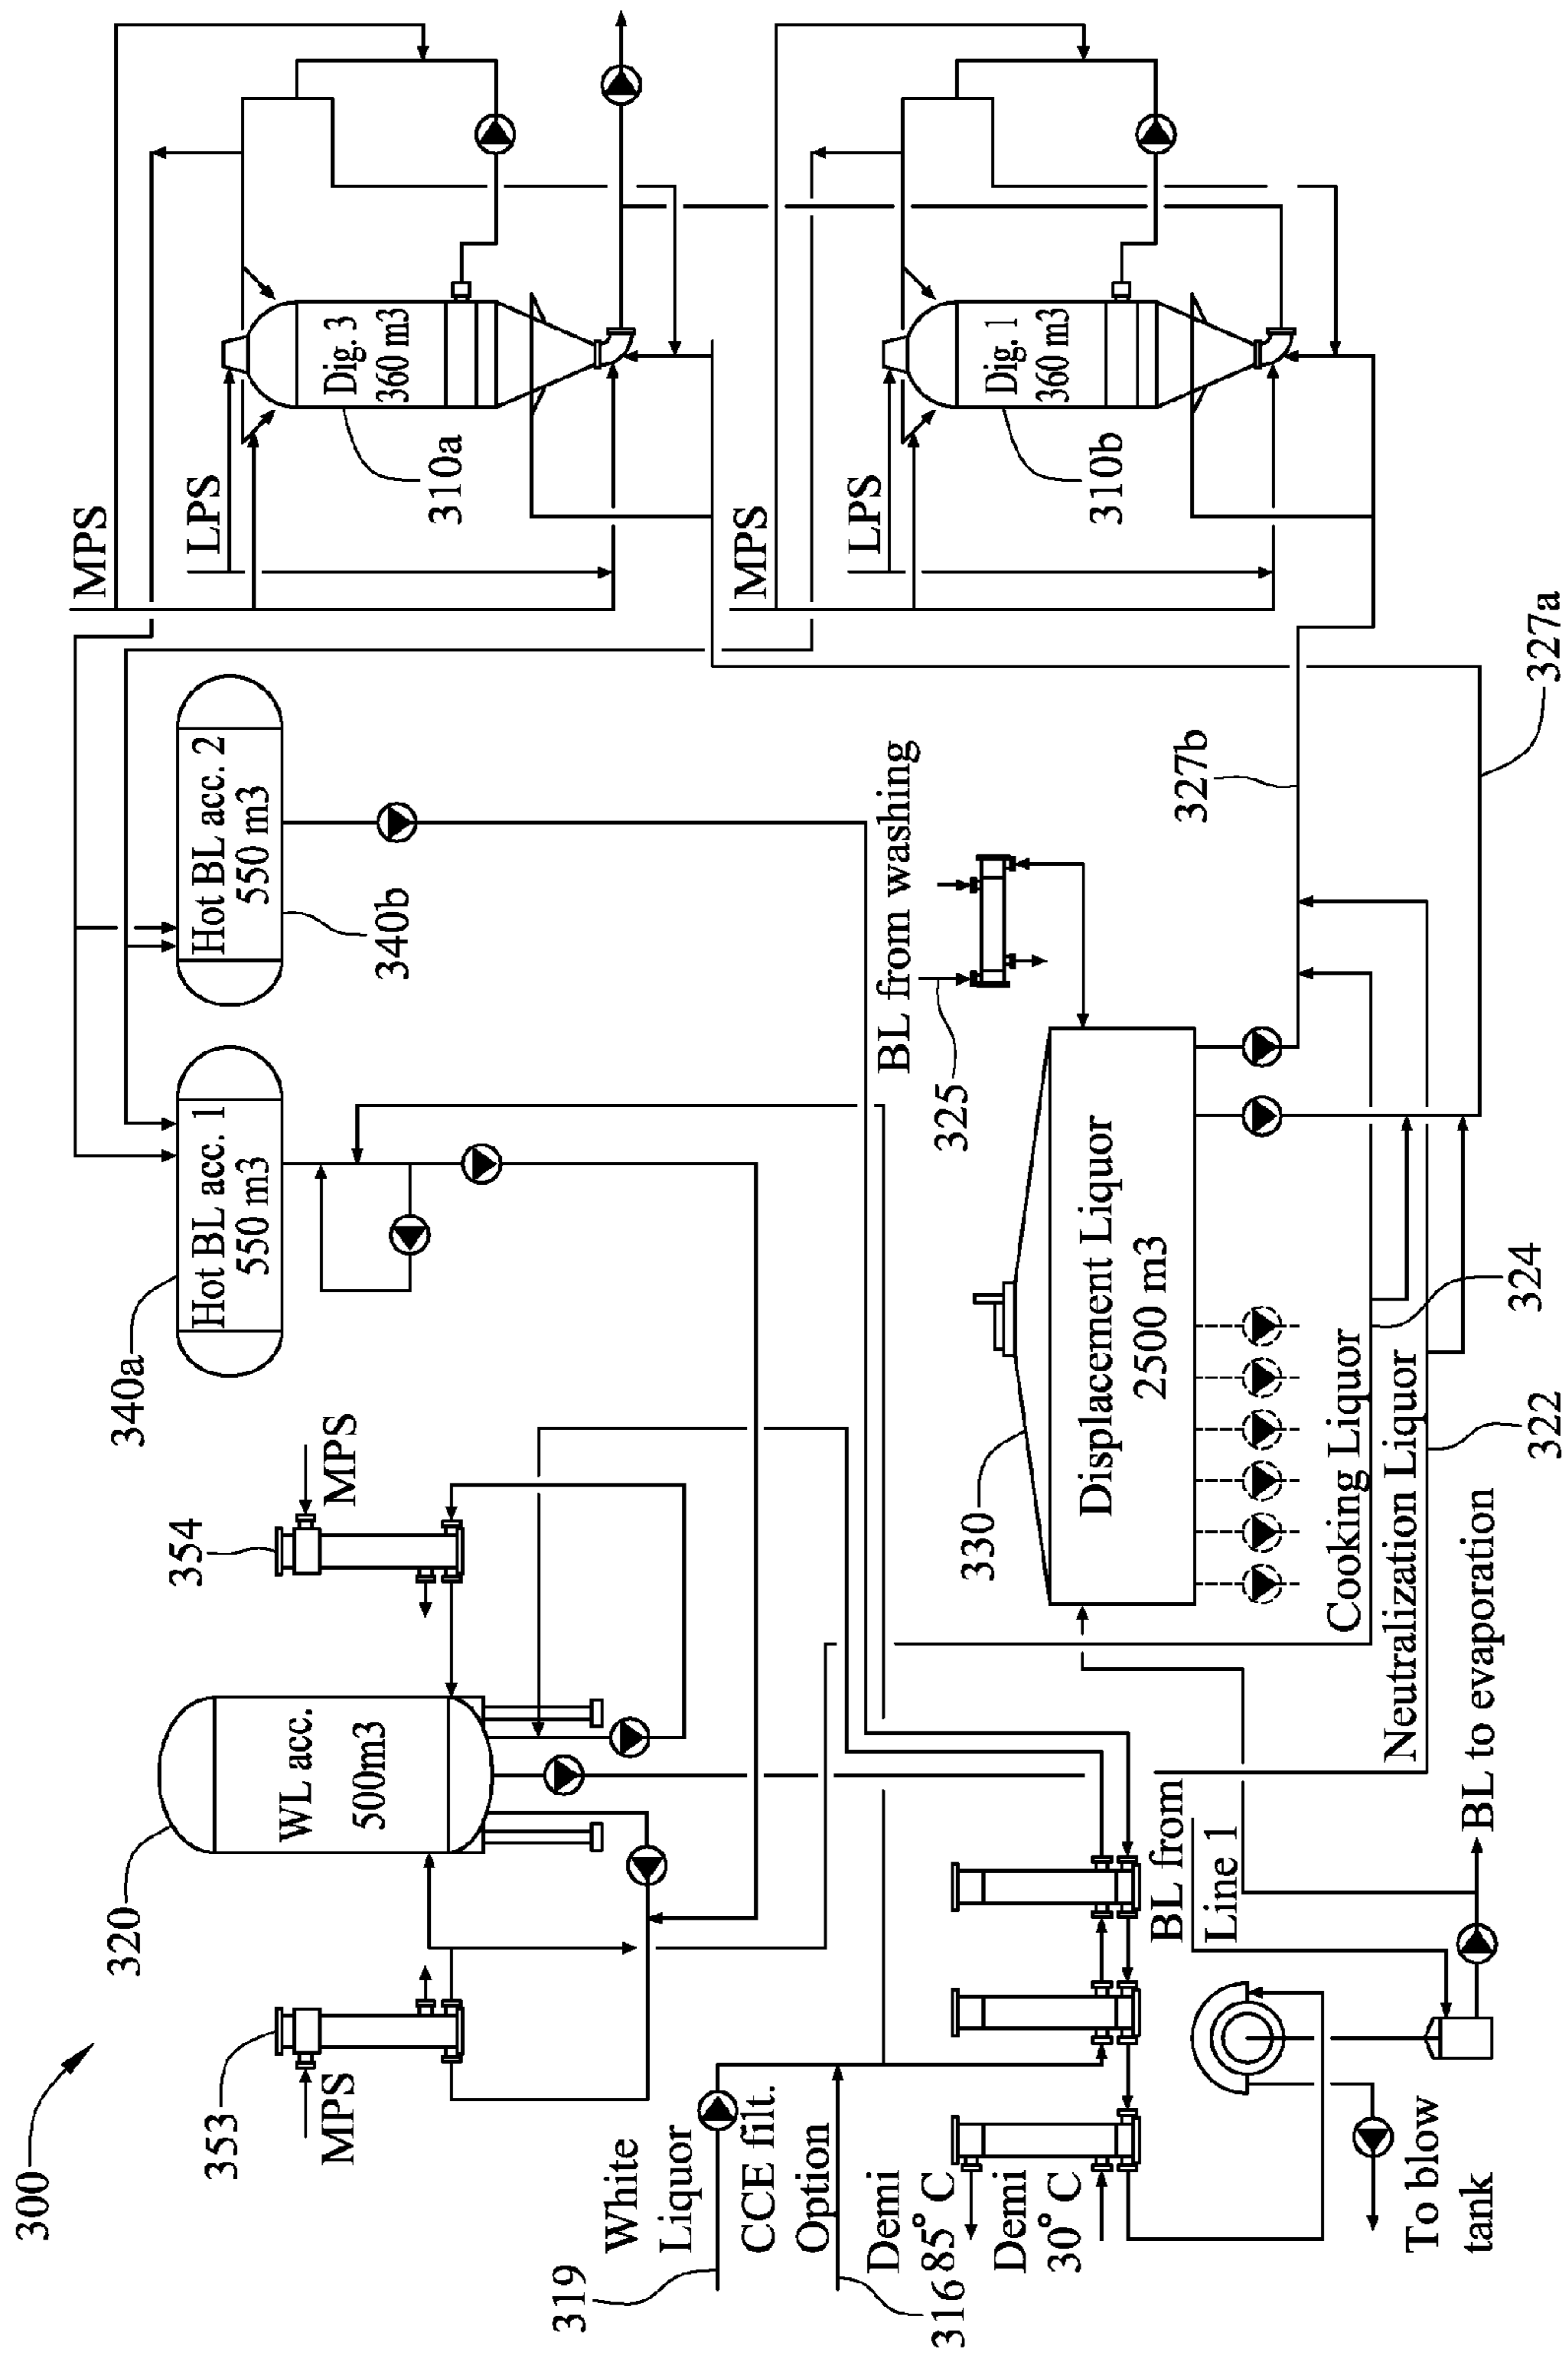 300
353
MPS
320
WL acc.
500m3
354
MPS
340a
Hot BL acc. 1
550 m3
Hot BL acc. 2
550 m3
340b
MPS
LPS
Dig. 3
360 m3
310a
319
White
Liquor
CCE filt.
Option
316
Demi
85° C
Demi
30° C
BL from
Line 1
To blow
tank
BL to evaporation
330
Displacement Liquor
2500 m3
BL from washing
325
Cooking Liquor
324
Neutralization Liquor
322
327b
327a
MPS
LPS
Dig. 1
360 m3
310b